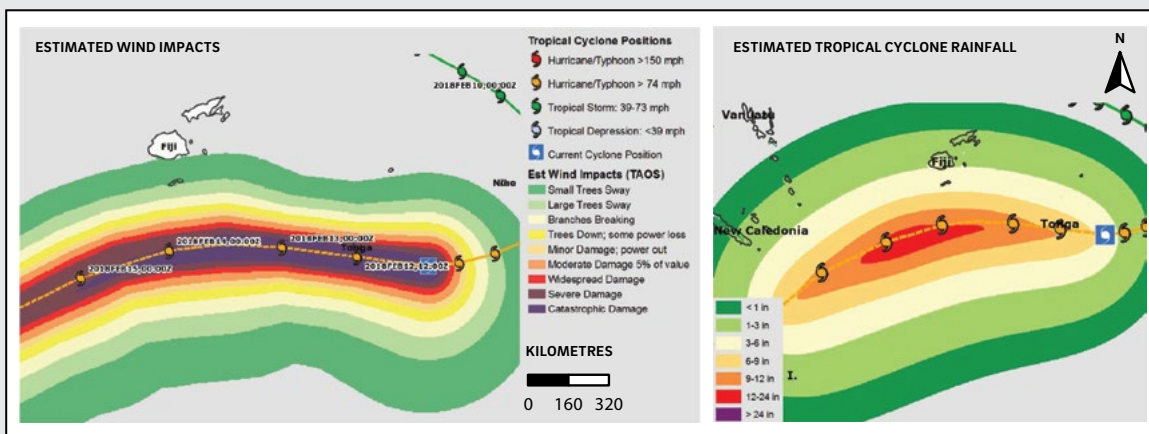 ESTIMATED WIND IMPACTS
2018FEB10,00:00Z
Fiji
Niue
2018FEB14,00:00Z
2018FEB13,00:00Z
Tonga
2018FEB15,00:00Z
2018FEB12,12:00Z
Tropical Cyclone Positions
Hurricane/Typhoon >150 mph
Hurricane/Typhoon > 74 mph
Tropical Storm: 39-73 mph
Tropical Depression: <39 mph
Current Cyclone Position
Est Wind Impacts (TAOS)
Small Trees Sway
Large Trees Sway
Branches Breaking
Trees Down; some power loss
Minor Damage; power out
Moderate Damage 5% of value
Widespread Damage
Severe Damage
Catastrophic Damage
KILOMETRES
0 160 320
ESTIMATED TROPICAL CYCLONE RAINFALL
N
Vanuatu
Fiji
New Caledonia
Tonga
I.
< 1 in
1-3 in
3-6 in
6-9 in
9-12 in
12-24 in
> 24 in